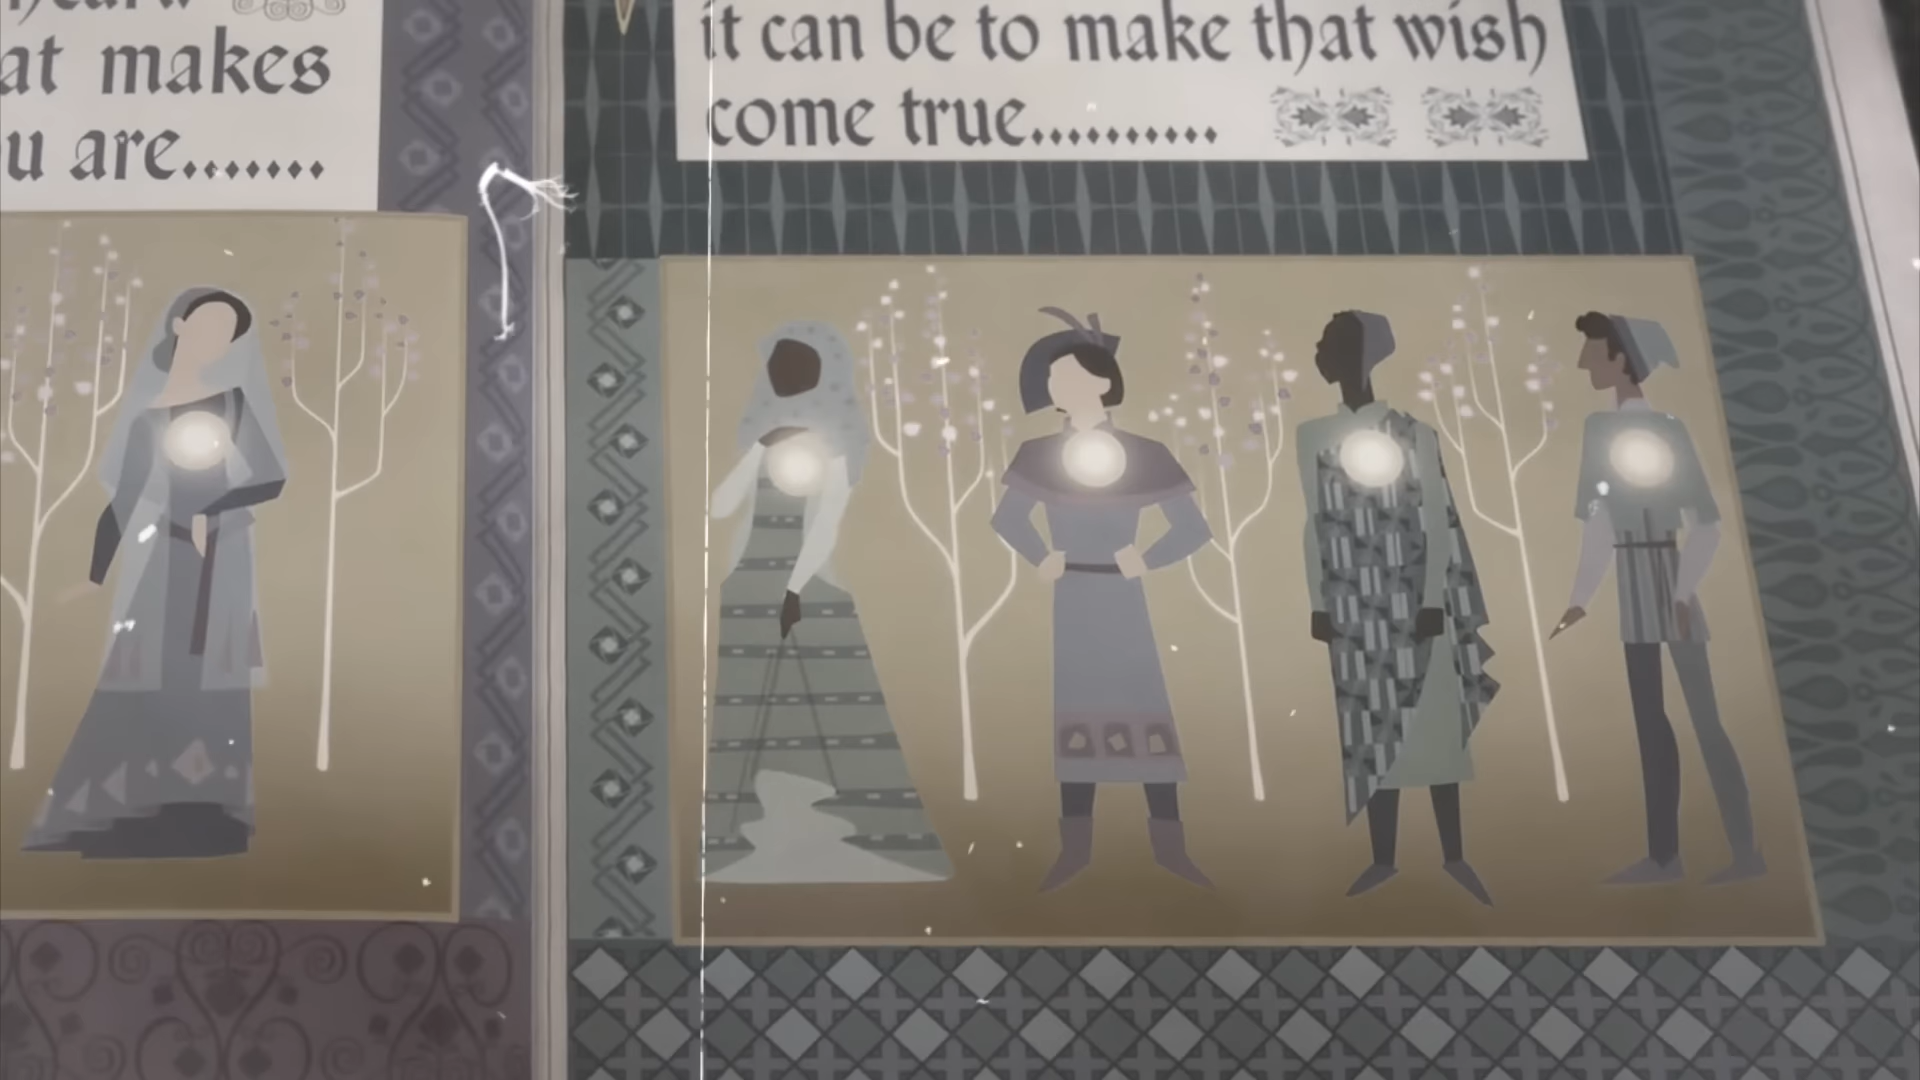 at makes
u are.......
it can be to make that wish
come true..........